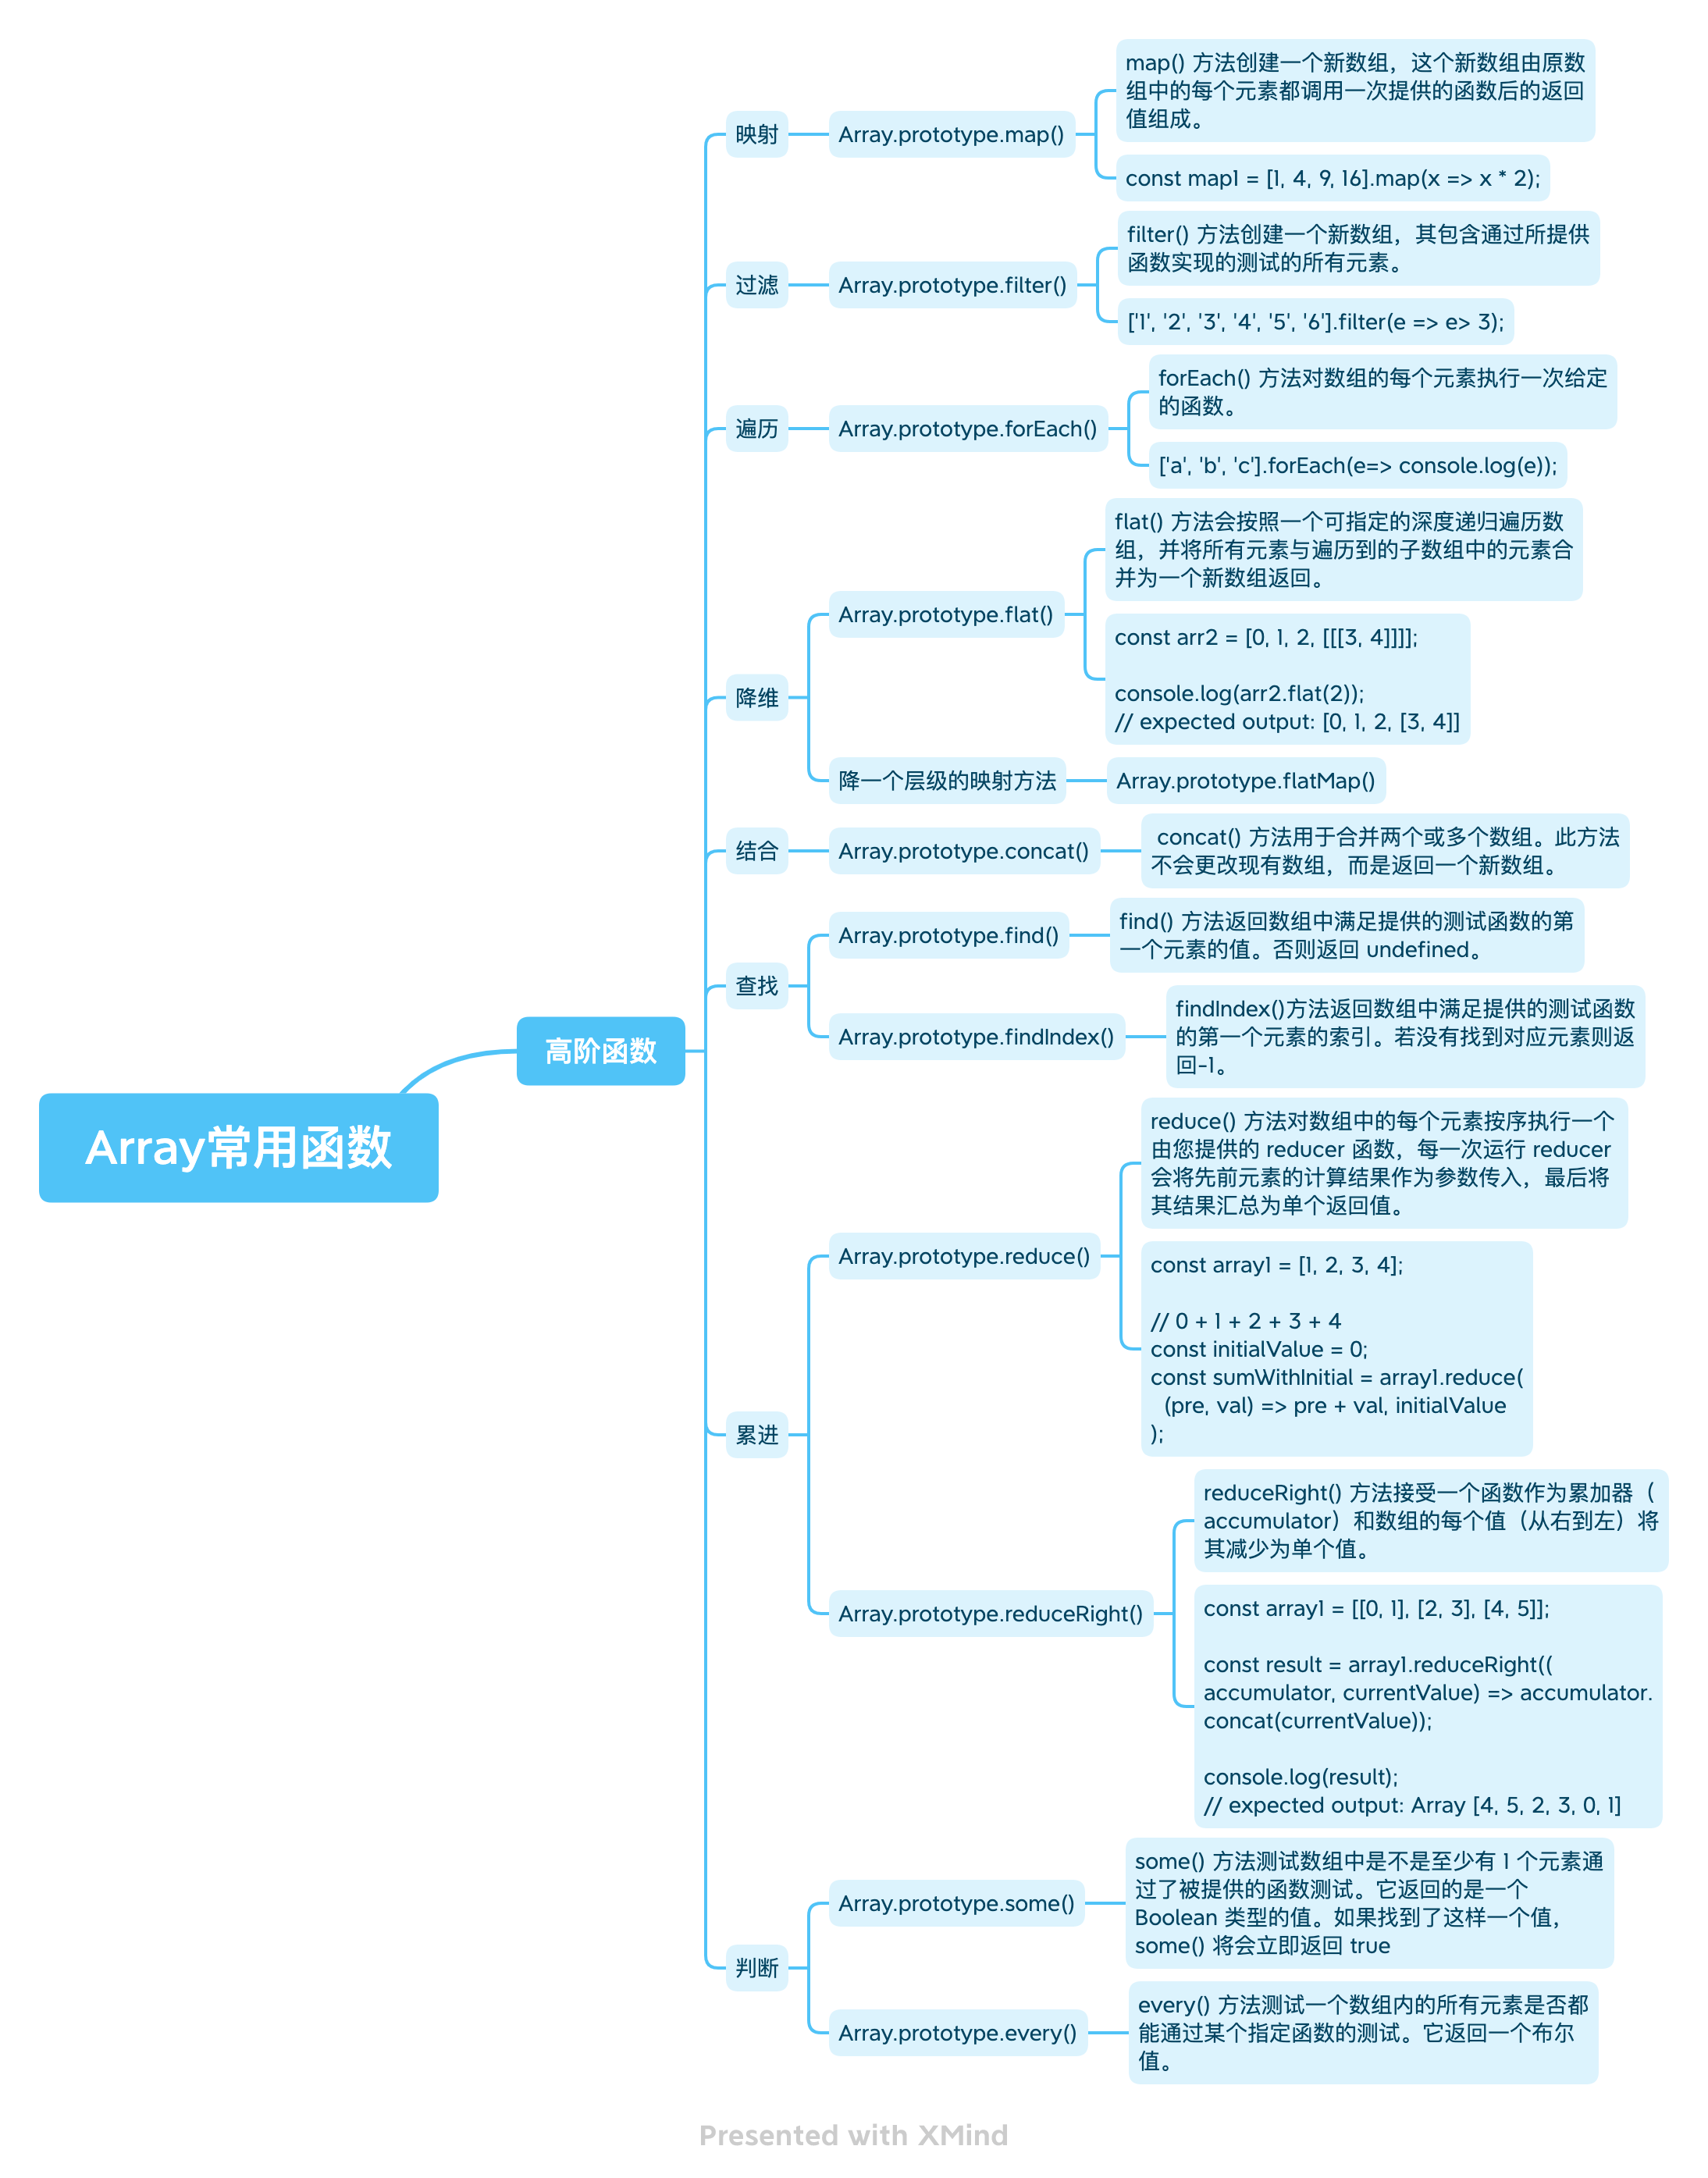 Array常用函数
高阶函数
映射
Array.prototype.map()
map() 方法创建一个新数组，这个新数组由原数
组中的每个元素都调用一次提供的函数后的返回
值组成。
const map1 = [1, 4, 9, 16].map(x => x * 2);
过滤
Array.prototype.filter()
filter() 方法创建一个新数组，其包含通过所提供
函数实现的测试的所有元素。
['1', '2', '3', '4', '5', '6'].filter(e => e> 3);
遍历
Array.prototype.forEach()
forEach() 方法对数组的每个元素执行一次给定
的函数。
['a', 'b', 'c'].forEach(e=> console.log(e));
降维
Array.prototype.flat()
flat() 方法会按照一个可指定的深度递归遍历数
组，并将所有元素与遍历到的子数组中的元素合
并为一个新数组返回。
const arr2 = [0, 1, 2, [[[3, 4]]]];
console.log(arr2.flat(2));
// expected output: [0, 1, 2, [3, 4]]
降一个层级的映射方法
Array.prototype.flatMap()
结合
Array.prototype.concat()
concat() 方法用于合并两个或多个数组。此方法
不会更改现有数组，而是返回一个新数组。
查找
Array.prototype.find()
find() 方法返回数组中满足提供的测试函数的第
一个元素的值。否则返回 undefined。
Array.prototype.findIndex()
findIndex()方法返回数组中满足提供的测试函数
的第一个元素的索引。若没有找到对应元素则返
回-1。
累进
Array.prototype.reduce()
reduce() 方法对数组中的每个元素按序执行一个
由您提供的 reducer 函数，每一次运行 reducer
会将先前元素的计算结果作为参数传入，最后将
其结果汇总为单个返回值。
const array1 = [1, 2, 3, 4];
// 0 + 1 + 2 + 3 + 4
const initialValue = 0;
const sumWithInitial = array1.reduce(
(pre, val) => pre + val, initialValue
);
Array.prototype.reduceRight()
reduceRight() 方法接受一个函数作为累加器（
accumulator）和数组的每个值（从右到左）将
其减少为单个值。
const array1 = [[0, 1], [2, 3], [4, 5]];
const result = array1.reduceRight((
accumulator, currentValue) => accumulator.
concat(currentValue));
console.log(result);
// expected output: Array [4, 5, 2, 3, 0, 1]
判断
Array.prototype.some()
some() 方法测试数组中是不是至少有 1 个元素通
过了被提供的函数测试。它返回的是一个
Boolean 类型的值。如果找到了这样一个值，
some() 将会立即返回 true
Array.prototype.every()
every() 方法测试一个数组内的所有元素是否都
能通过某个指定函数的测试。它返回一个布尔
值。
Presented with XMind